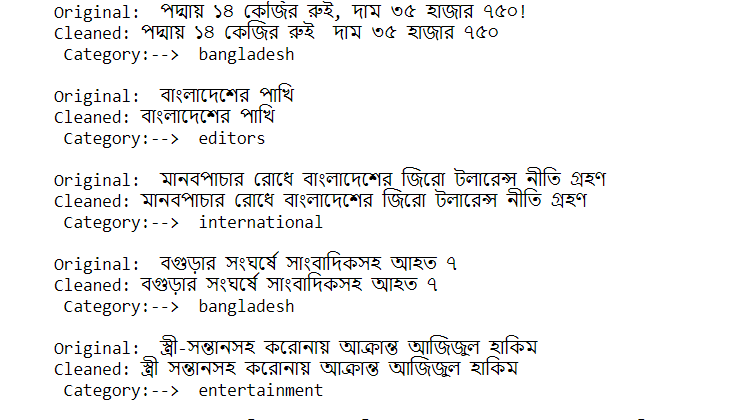 Original:  পদ্মায় ১৪ কেজির রুই, দাম ৩৫ হাজার ৭৫০!
Cleaned: পদ্মায় ১৪ কেজির রুই  দাম ৩৫ হাজার ৭৫০
Category:-->  bangladesh
Original:  বাংলাদেশের পাখি
Cleaned: বাংলাদেশের পাখি
Category:-->  editors
Original:  মানবপাচার রোধে বাংলাদেশের জিরো টলারেন্স নীতি গ্রহণ
Cleaned: মানবপাচার রোধে বাংলাদেশের জিরো টলারেন্স নীতি গ্রহণ
Category:-->  international
Original:  বগুড়ার সংঘর্ষে সাংবাদিকসহ আহত ৭
Cleaned: বগুড়ার সংঘর্ষে সাংবাদিকসহ আহত ৭
Category:-->  bangladesh
Original:  স্ত্রী-সন্তানসহ করোনায় আক্রান্ত আজিজুল হাকিম
Cleaned: স্ত্রী সন্তানসহ করোনায় আক্রান্ত আজিজুল হাকিম
Category:-->  entertainment